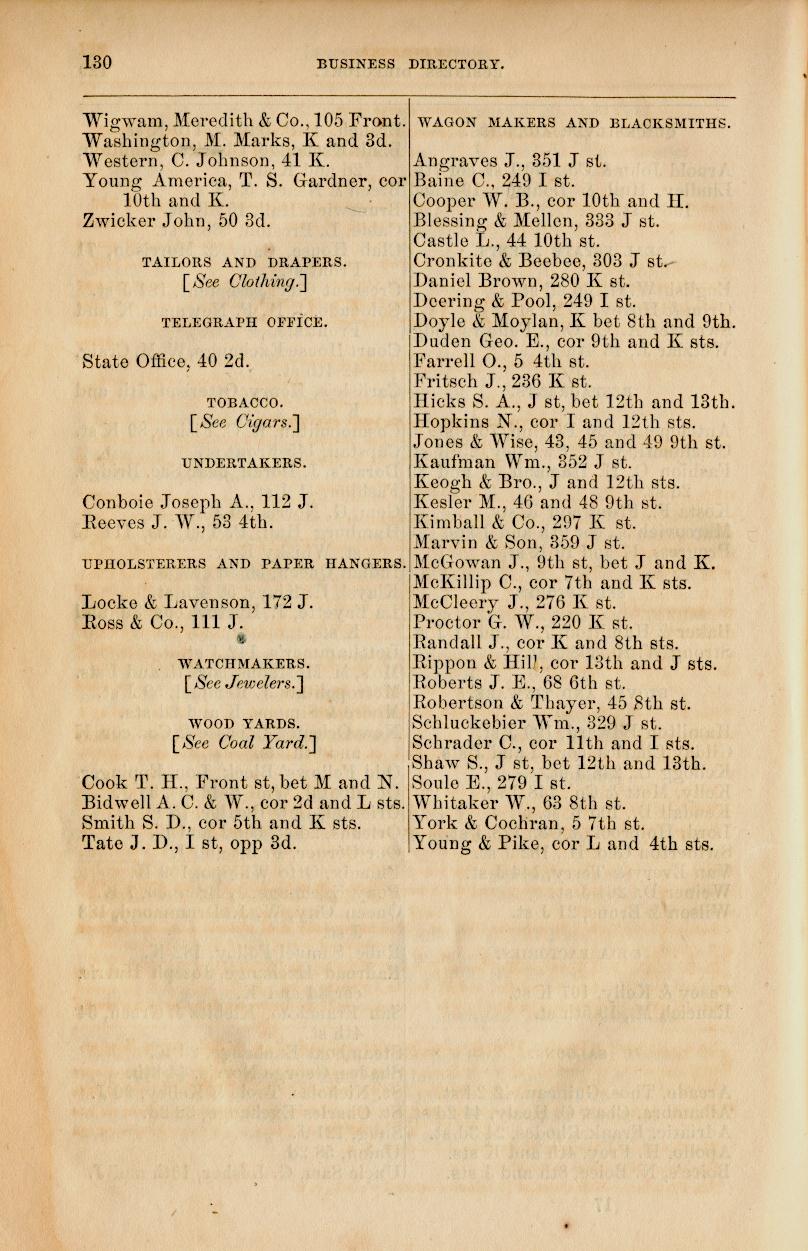 130
BUSINESS DIRECTORY.
Wigwam, Meredith & Co., 105 Front.
Washington, M. Marks, K and 3d.
Western, C. Johnson, 41 K.
Young America, T. S. Gardner, cor
10th and K.
Zwicker John, 50 3d.
TAILORS AND DRAPERS.
[See Clothing.]
TELEGRAPH OFFICE.
State Office, 40 2d.
TOBACCO.
[See Cigars.]
UNDERTAKERS.
Conboie Joseph A., 112 J.
Reeves J. W., 53 4th.
UPHOLSTERERS AND PAPER HANGERS.
Locke & Lavenson, 172 J.
Ross & Co., 111 J.
WATCHMAKERS.
[See Jewelers.]
WOOD YARDS.
[See Coal Yard.]
Cook T. H., Front st, bet M and N.
Bidwell A. C. & W., cor 2d and L sts.
Smith S. D., cor 5th and K sts.
Tate J. D., I st, opp 3d.
WAGON MAKERS AND BLACKSMITHS.
Angraves J., 351 J st.
Baine C., 249 I st.
Cooper W. B., cor 10th and H.
Blessing & Mellen, 333 J st.
Castle L., 44 10th st.
Cronkite & Beebee, 303 J st.
Daniel Brown, 280 K st.
Deering & Pool, 249 I st.
Doyle & Moylan, K bet 8th and 9th.
Duden Geo. E., cor 9th and K sts.
Farrell O., 5 4th st.
Fritsch J., 236 K st.
Hicks S. A., J st, bet 12th and 13th.
Hopkins N., cor I and 12th sts.
Jones & Wise, 43, 45 and 49 9th st.
Kaufman Wm., 352 J st.
Keogh & Bro., J and 12th sts.
Kesler M., 46 and 48 9th st.
Kimball & Co., 297 K st.
Marvin & Son, 359 J st.
McGowan J., 9th st, bet J and K.
McKillip C., cor 7th and K sts.
McCleery J., 276 K st.
Proctor G. W., 220 K st.
Randall J., cor K and 8th sts.
Rippon & Hill, cor 13th and J sts.
Roberts J. E., 68 6th st.
Robertson & Thayer, 45 8th st.
Schluckebier Wm., 329 J st.
Schrader C., cor 11th and I sts.
Shaw S., J st, bet 12th and 13th.
Soule E., 279 I st.
Whitaker W., 63 8th st.
York & Cochran, 5 7th st.
Young & Pike, cor L and 4th sts.